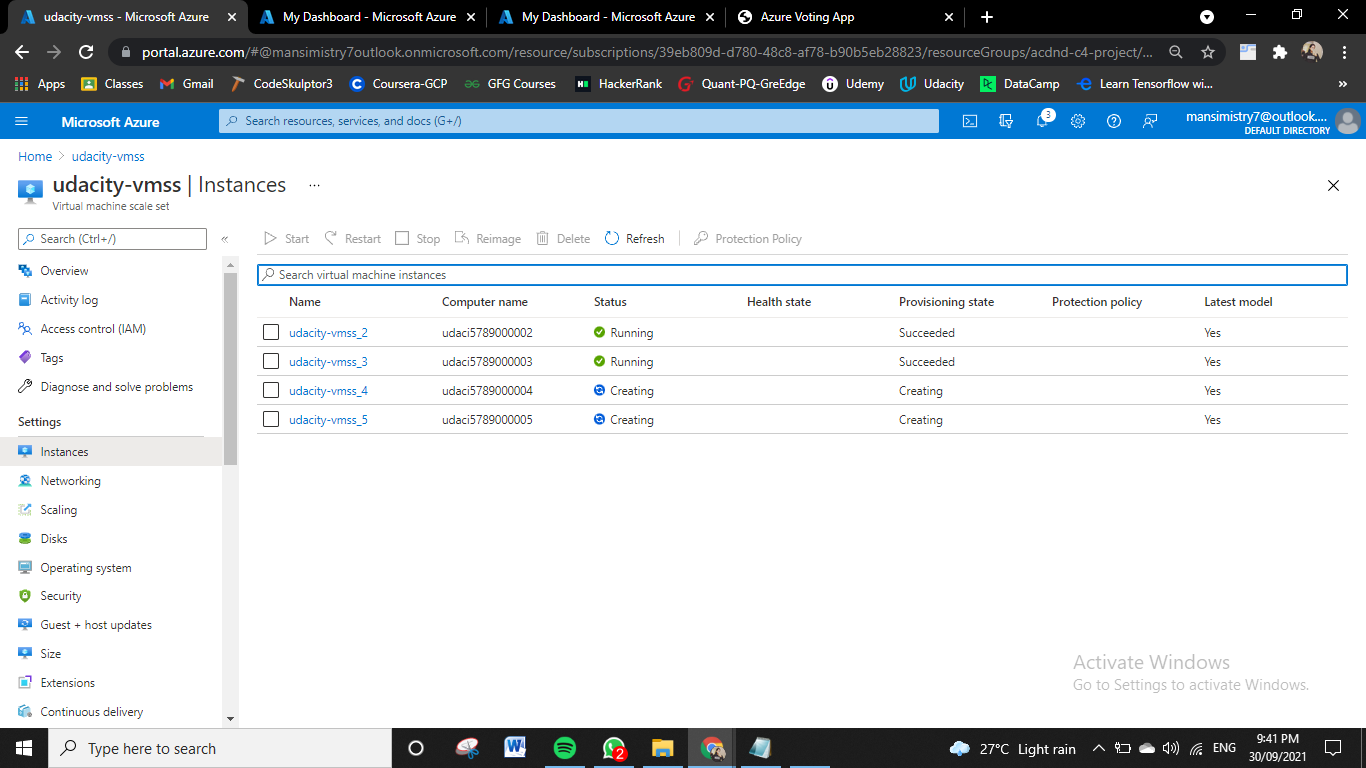 udacity-vmss - Microsoft Azure
My Dashboard - Microsoft Azure
My Dashboard - Microsoft Azure
Azure Voting App
portal.azure.com/#@mansimistry7outlook.onmicrosoft.com/resource/subscriptions/39eb809d-d780-48c8-af78-b90b5eb28823/resourceGroups/acdnd-c4-project/...
Apps Classes Gmail CodeSkulptor3 Coursera-GCP GFG Courses HackerRank Quant-PQ-GreEdge Udemy Udacity DataCamp Learn Tensorflow wi... »
Microsoft Azure
Search resources, services, and docs (G+/)
3
mansimistry7@outlook....
DEFAULT DIRECTORY
Home > udacity-vmss
udacity-vmss | Instances ...
Virtual machine scale set
Search (Ctrl+/) «
Start Restart Stop Reimage Delete Refresh Protection Policy
Overview
Activity log
Access control (IAM)
Tags
Diagnose and solve problems
Settings
Instances
Networking
Scaling
Disks
Operating system
Security
Guest + host updates
Size
Extensions
Continuous delivery
Search virtual machine instances
Name Computer name Status Health state Provisioning state Protection policy Latest model
udacity-vmss_2 udaci5789000002 Running Succeeded Yes
udacity-vmss_3 udaci5789000003 Running Succeeded Yes
udacity-vmss_4 udaci5789000004 Creating Creating Yes
udacity-vmss_5 udaci5789000005 Creating Creating Yes
Activate Windows
Go to Settings to activate Windows.
Type here to search
W
2
27°C Light rain
ENG
9:41 PM
30/09/2021